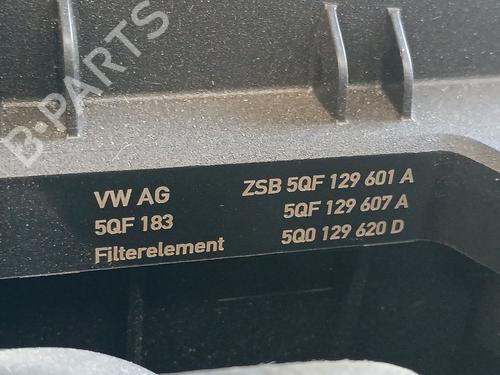 B-PARTS
VW AG ZSB 5QF 129 601 A
5QF 183 5QF 129 607 A
Filterelement 5Q0 129 620 D